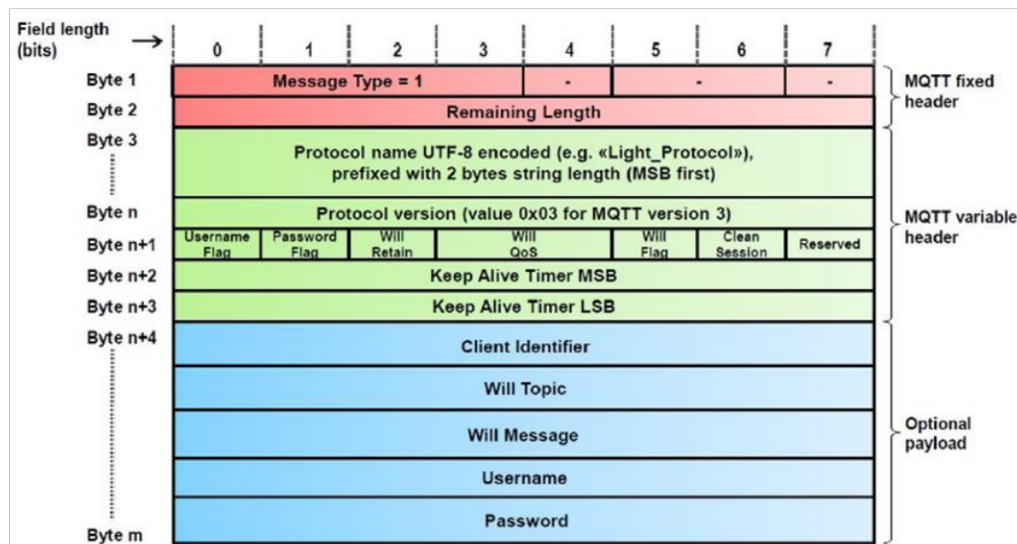 Field length
(bits)
0 1 2 3 4 5 6 7
Byte 1
Message Type = 1
-
-
-
MQTT fixed
header
Byte 2
Remaining Length
Byte 3
Protocol name UTF-8 encoded (e.g. «Light_Protocol»),
prefixed with 2 bytes string length (MSB first)
Byte n
Protocol version (value 0x03 for MQTT version 3)
MQTT variable
header
Byte n+1
Username
Flag
Password
Flag
Will
Retain
Will
QoS
Will
Flag
Clean
Session
Reserved
Byte n+2
Keep Alive Timer MSB
Byte n+3
Keep Alive Timer LSB
Byte n+4
Client Identifier
Will Topic
Will Message
Optional
payload
Username
Password
Byte m